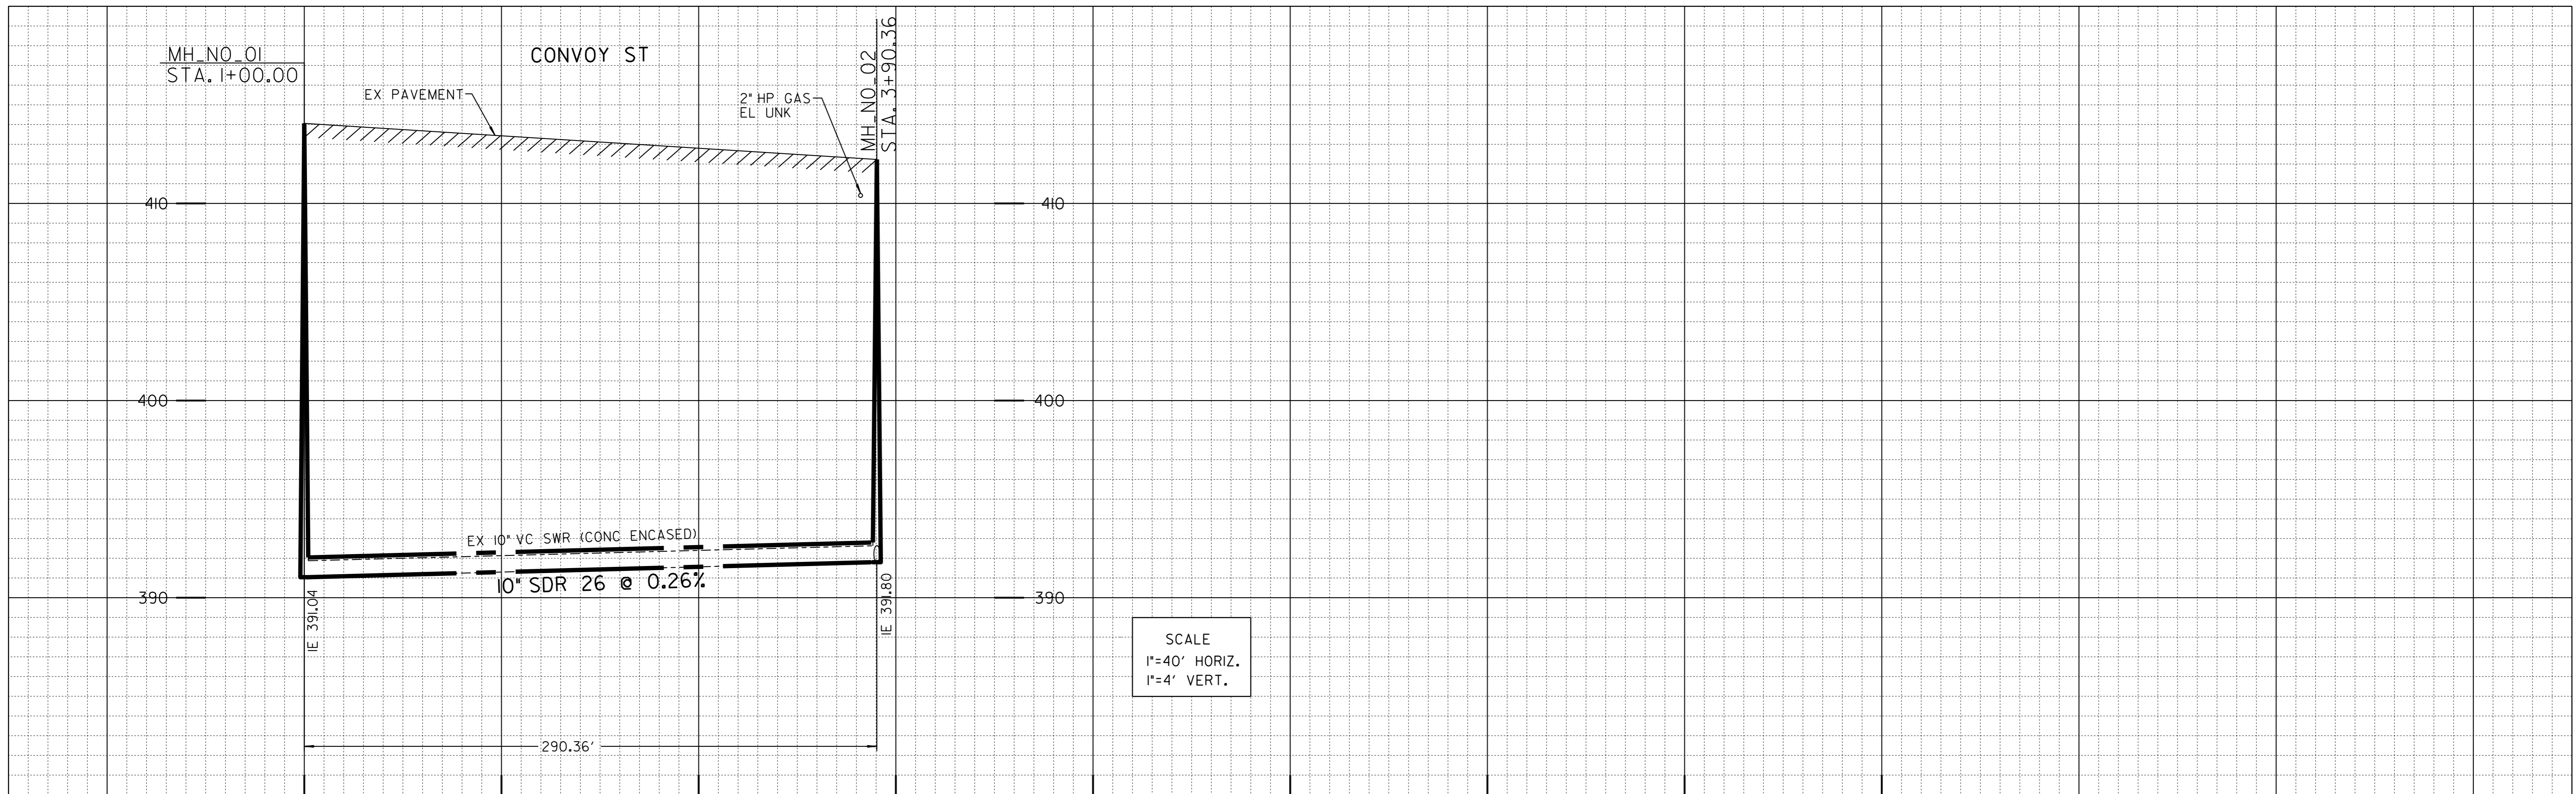 MH_NO_01
STA. 1+00.00
CONVOY ST
MH_NO_02
STA. 3+90.36
EX PAVEMENT
2" HP GAS
EL UNK
410
410
400
400
EX 10" VC SWR (CONC ENCASED)
10" SDR 26 @ 0.26%
390
390
IE 391.04
IE 391.80
SCALE
1"=40' HORIZ.
1"=4' VERT.
290.36'